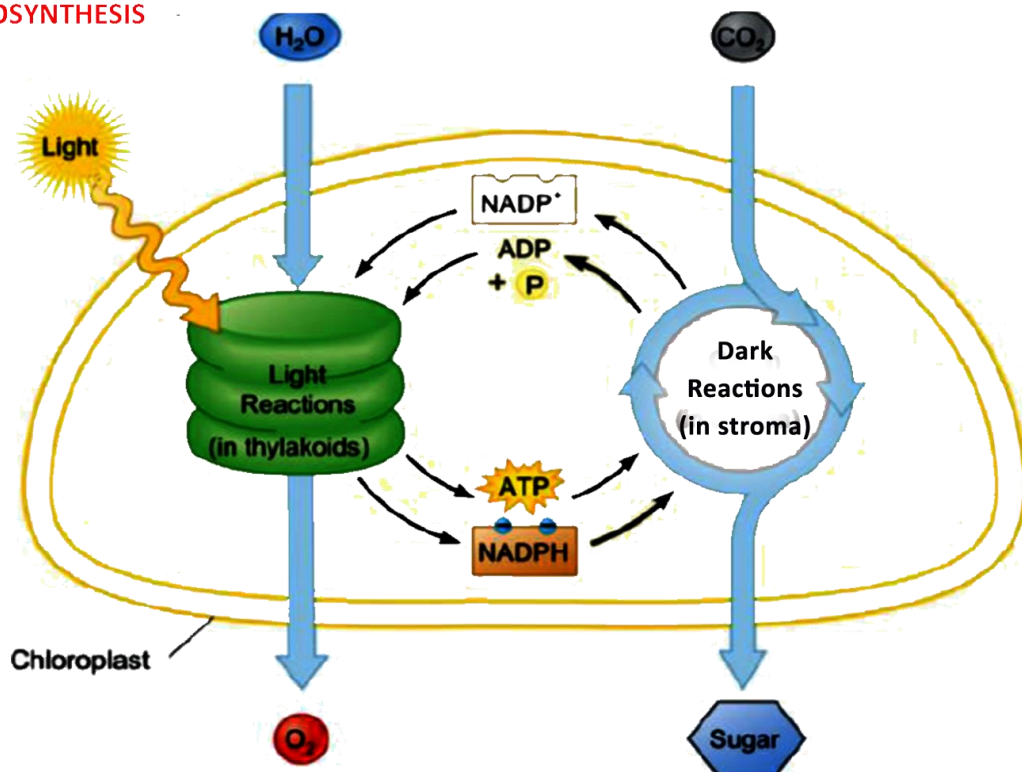 OSYNTHESIS
H₂O
CO₂
Light
NADP⁺
ADP
+ P
Light
Reactions
(in thylakoids)
Dark
Reactions
(in stroma)
ATP
NADPH
Chloroplast
O₂
Sugar